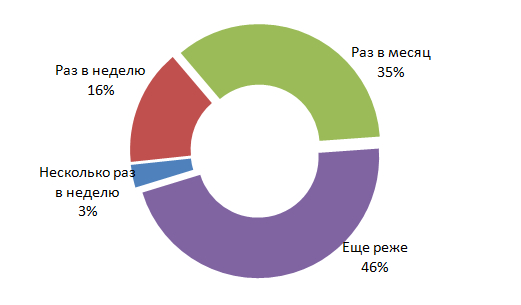 Раз в месяц
35%
Раз в неделю
16%
Несколько раз
в неделю
3%
Еще реже
46%